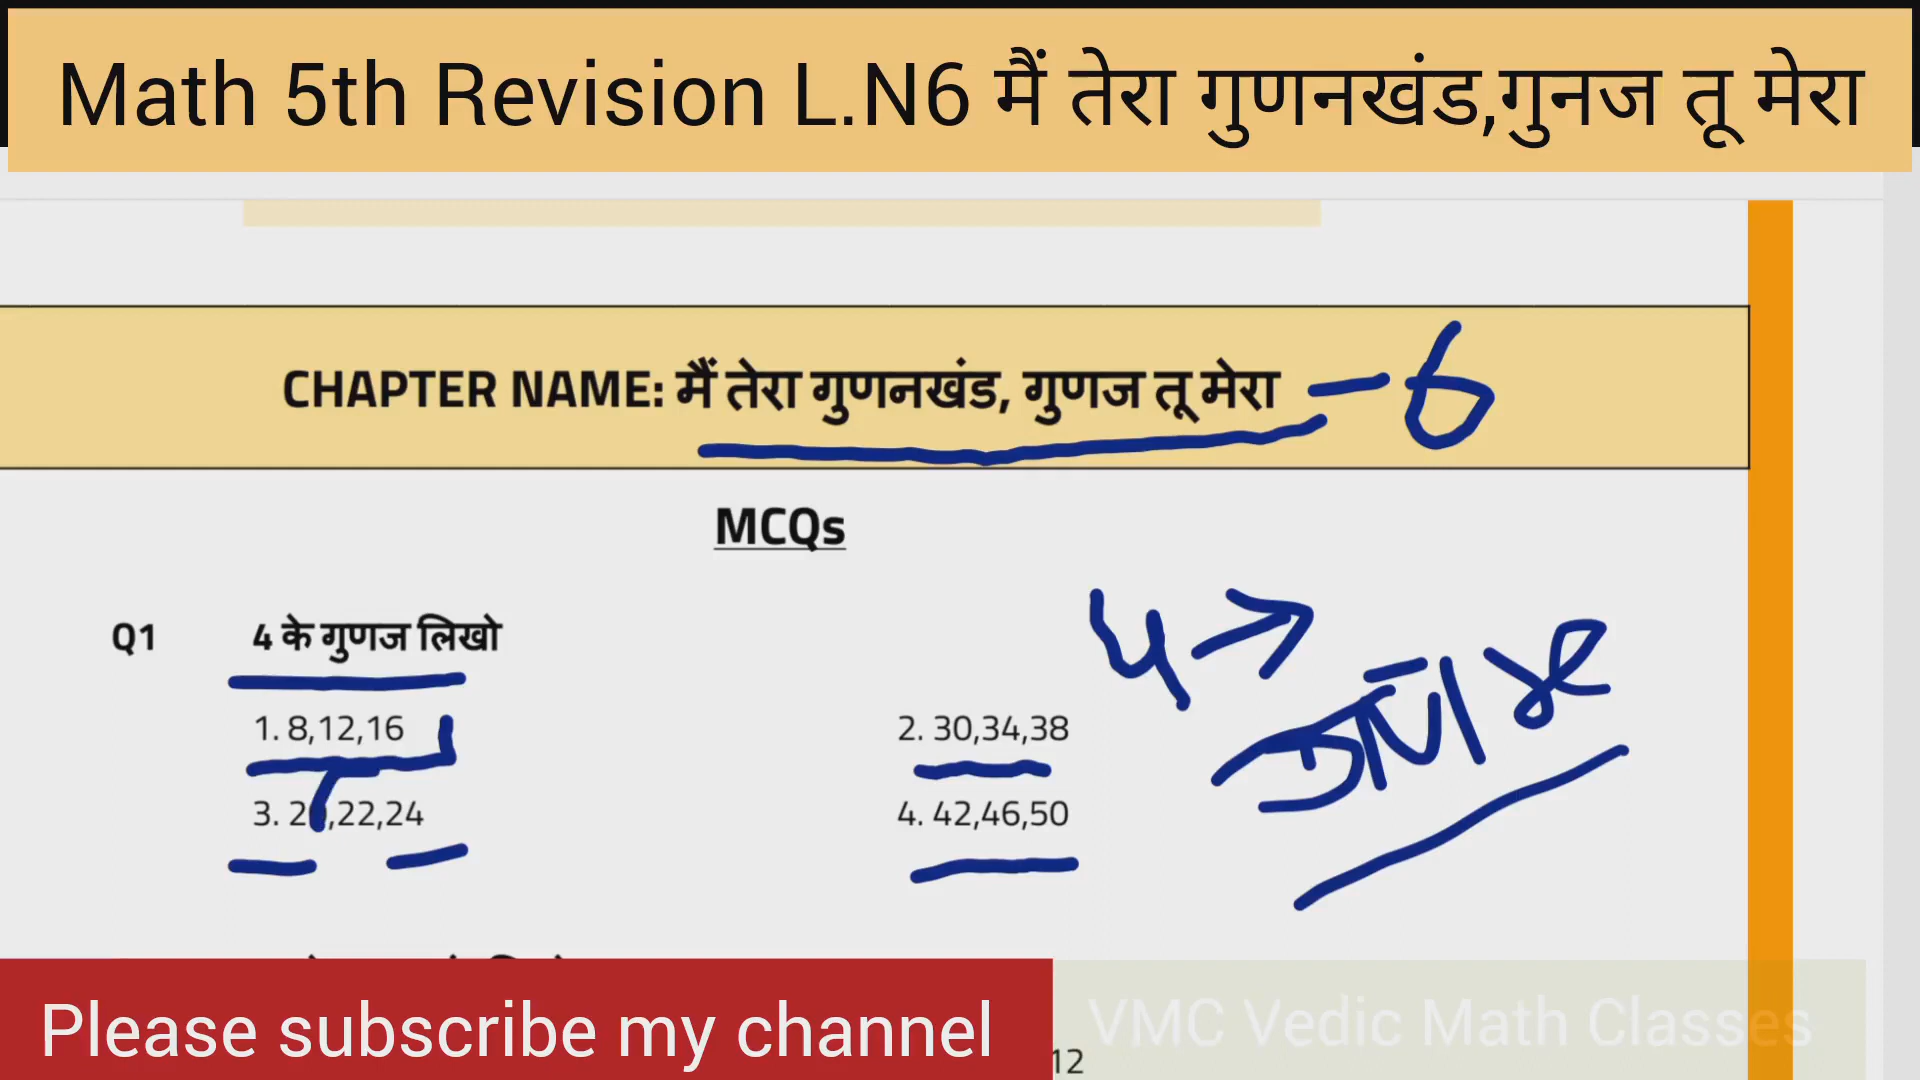 Math 5th Revision L.N6 मैं तेरा गुणनखंड,गुनज तू मेरा
CHAPTER NAME: मैं तेरा गुणनखंड, गुणज तू मेरा - 6
MCQs
Q1 4 के गुणज लिखो
4 →
1. 8,12,16
2. 30,34,38
3. 20,22,24
4. 42,46,50
Please subscribe my channel
VMC Vedic Math Classes
12